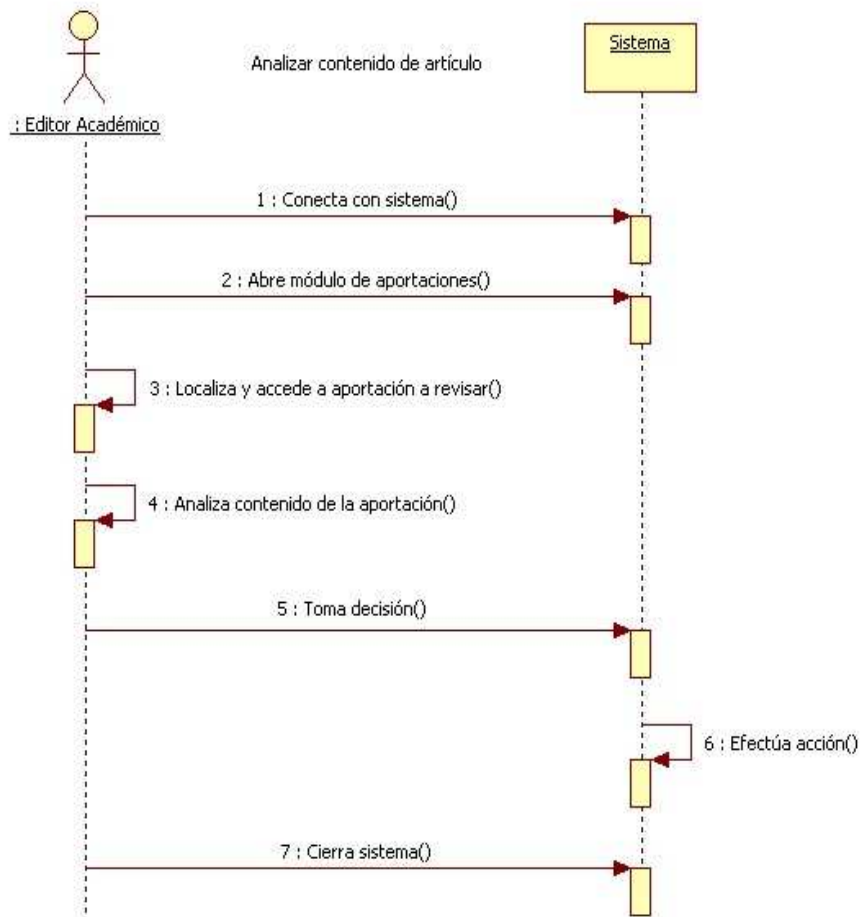 Analizar contenido de artículo
Sistema
: Editor Académico
1 : Conecta con sistema()
2 : Abre módulo de aportaciones()
3 : Localiza y accede a aportación a revisar()
4 : Analiza contenido de la aportación()
5 : Toma decisión()
6 : Efectúa acción()
7 : Cierra sistema()